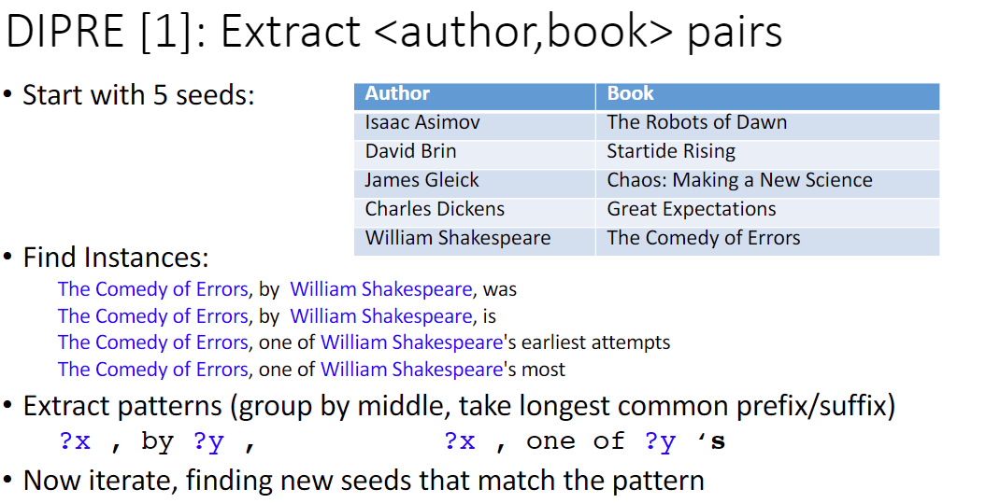 DIPRE [1]: Extract <author,book> pairs
• Start with 5 seeds:
Author Book
Isaac Asimov The Robots of Dawn
David Brin Startide Rising
James Gleick Chaos: Making a New Science
Charles Dickens Great Expectations
William Shakespeare The Comedy of Errors
• Find Instances:
The Comedy of Errors, by William Shakespeare, was
The Comedy of Errors, by William Shakespeare, is
The Comedy of Errors, one of William Shakespeare's earliest attempts
The Comedy of Errors, one of William Shakespeare's most
• Extract patterns (group by middle, take longest common prefix/suffix)
?x , by ?y , ?x , one of ?y ‘s
• Now iterate, finding new seeds that match the pattern